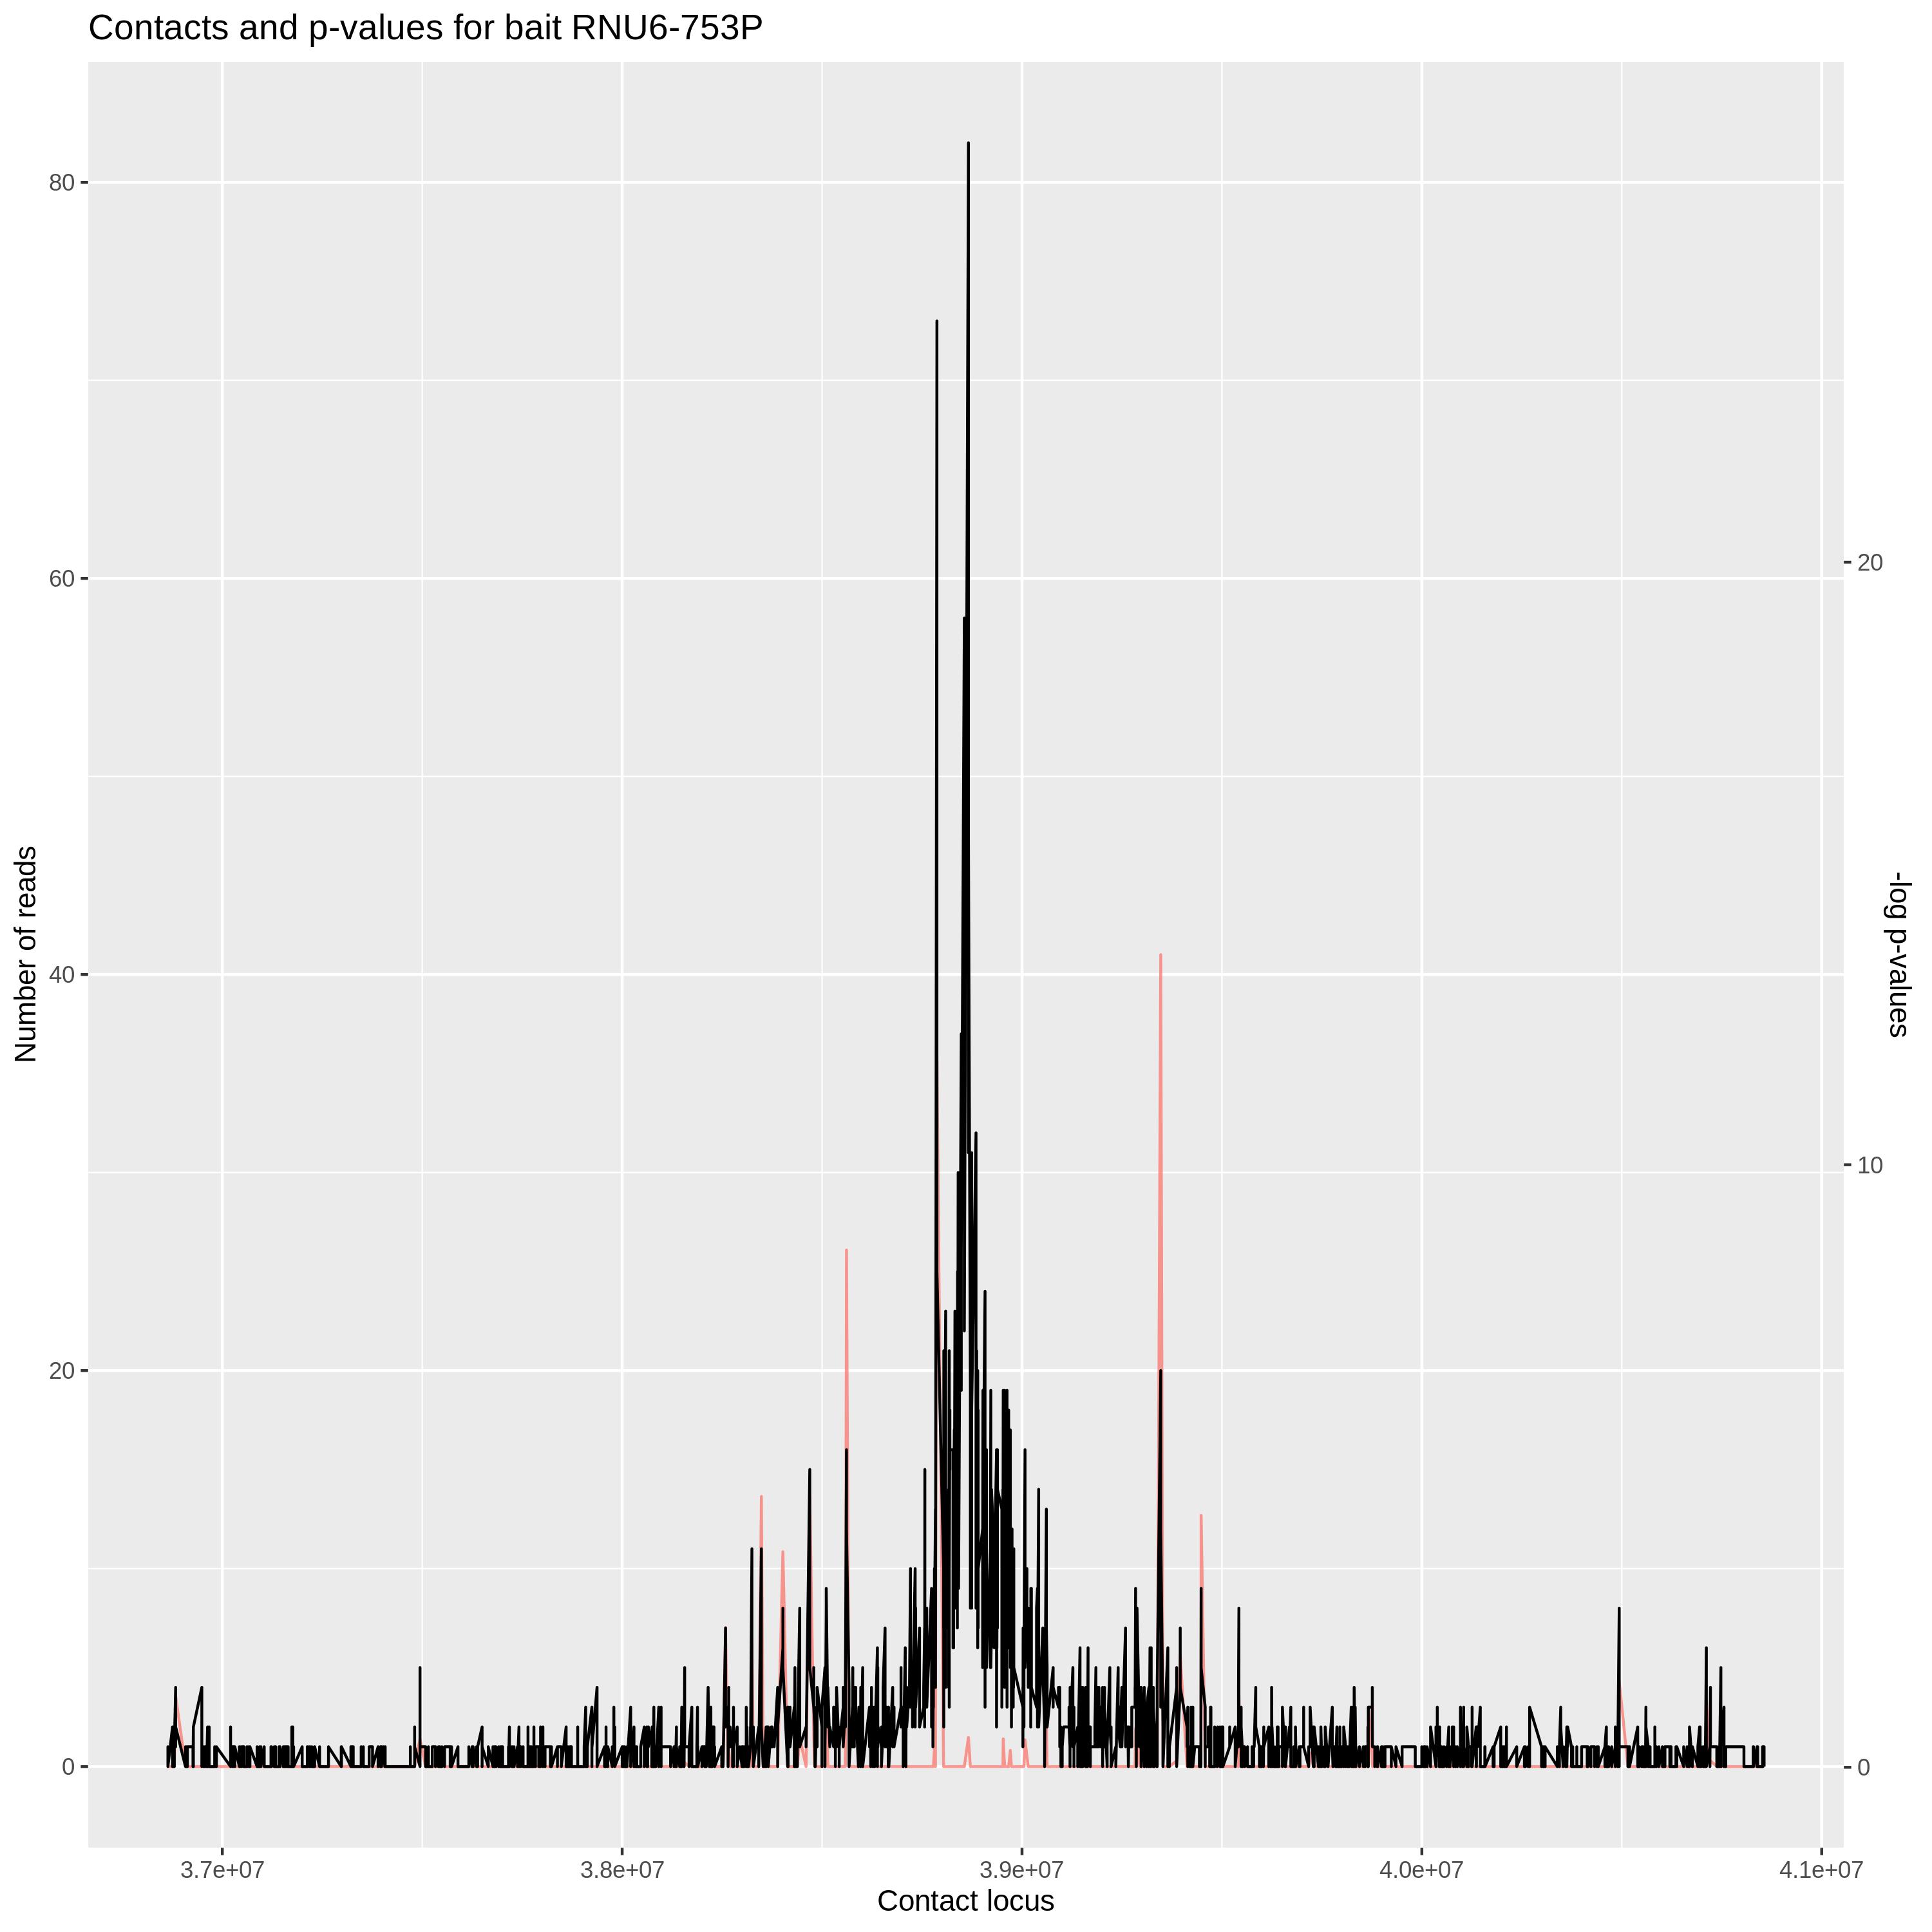 Contacts and p-values for bait RNU6-753P
80
60
40
20
0
Number of reads
20
10
0
-log p-values
3.7e+07
3.8e+07
3.9e+07
4.0e+07
4.1e+07
Contact locus